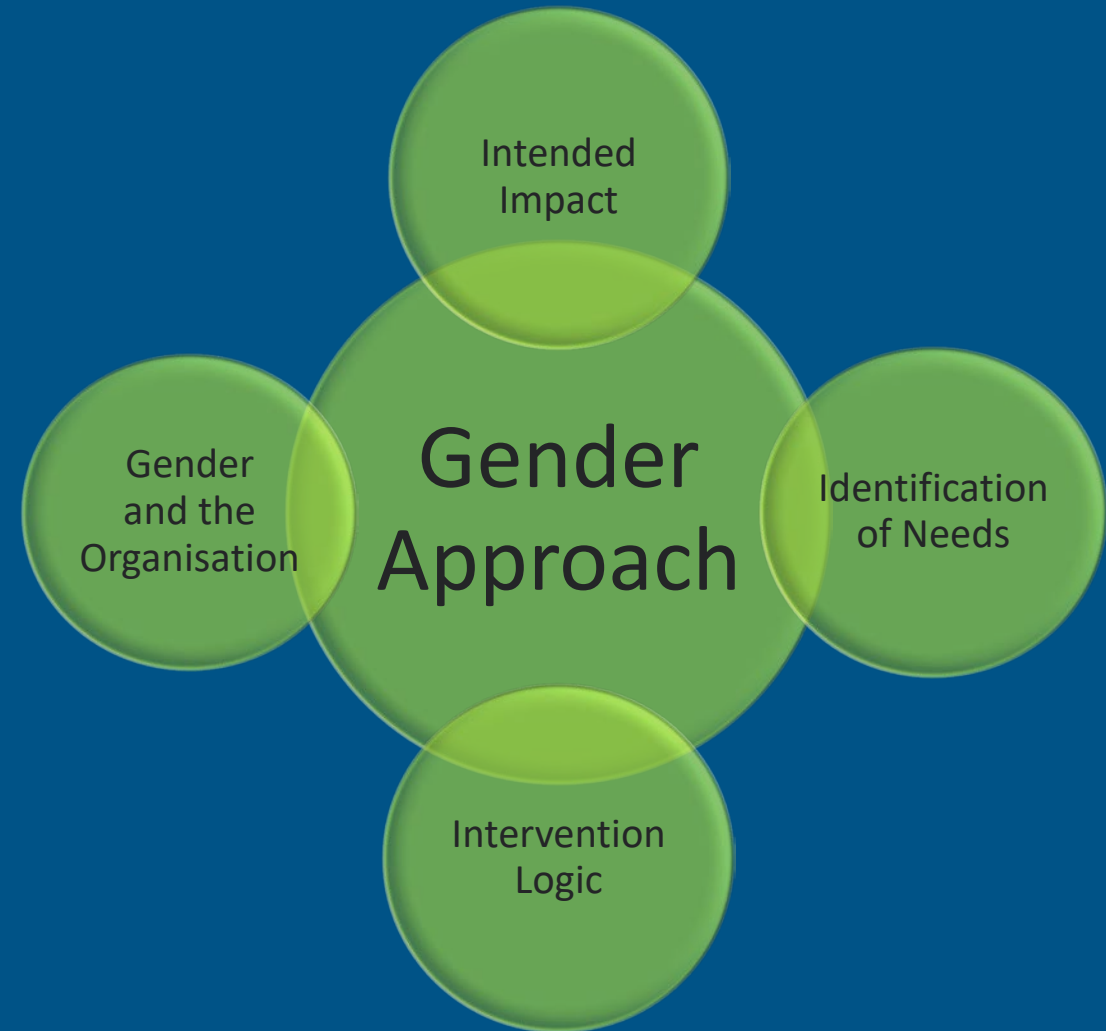 Intended
Impact
Gender
and the
Organisation
Gender
Approach
Identification
of Needs
Intervention
Logic